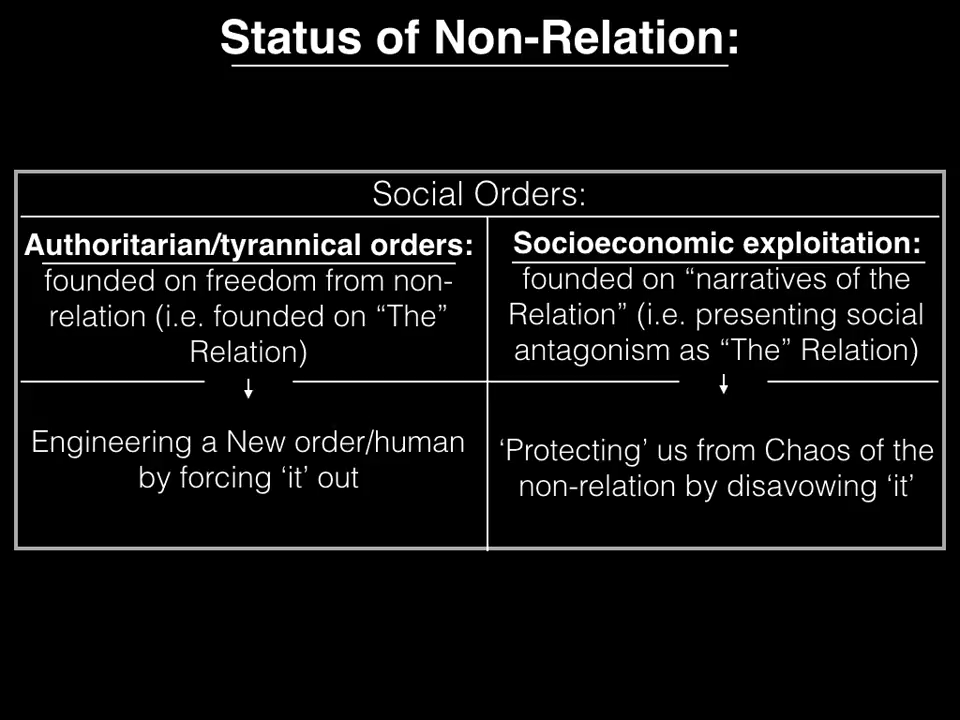 Status of Non-Relation:
Social Orders:
Authoritarian/tyrannical orders:
founded on freedom from non-
relation (i.e. founded on “The”
Relation)
Socioeconomic exploitation:
founded on “narratives of the
Relation” (i.e. presenting social
antagonism as “The” Relation)
Engineering a New order/human
by forcing ‘it’ out
‘Protecting’ us from Chaos of the
non-relation by disavowing ‘it’